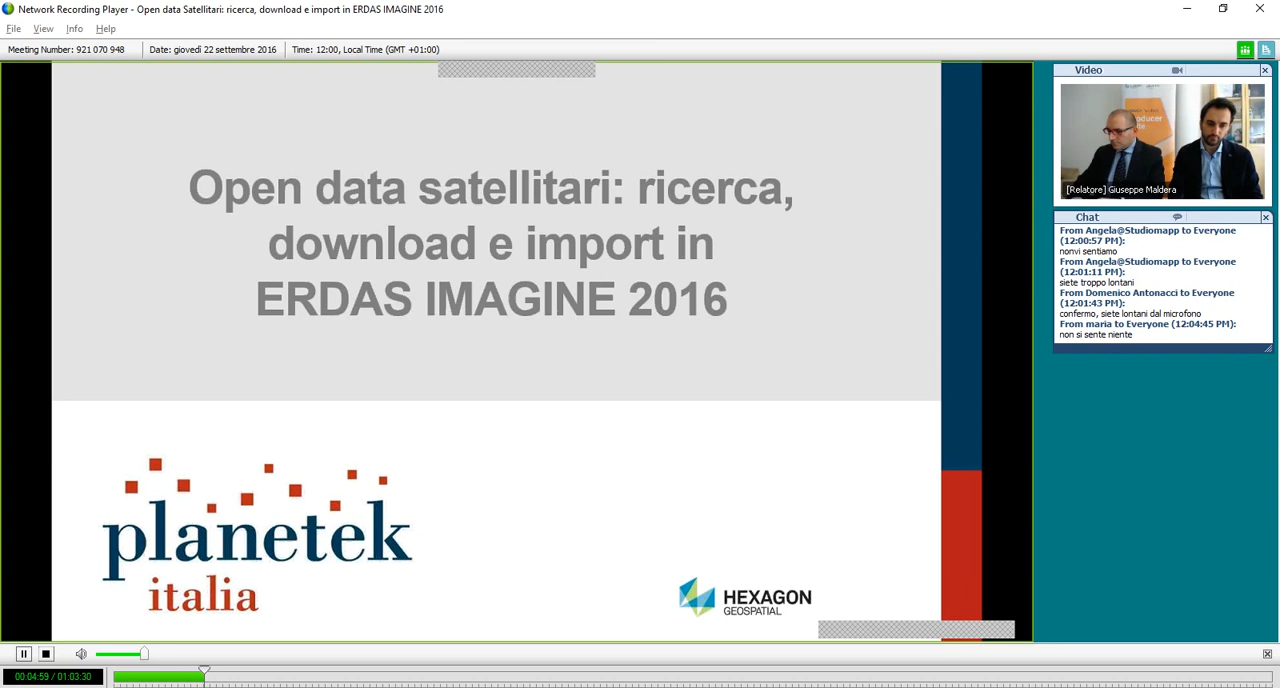 Network Recording Player - Open data Satellitari: ricerca, download e import in ERDAS IMAGINE 2016
File View Info Help
Meeting Number: 921 070 948 Date: giovedì 22 settembre 2016 Time: 12:00, Local Time (GMT +01:00)
Open data satellitari: ricerca,
download e import in
ERDAS IMAGINE 2016
planetek
italia
HEXAGON
GEOSPATIAL
Video
[Relatore] Giuseppe Maldera
Chat
From Angela@Studiomapp to Everyone
(12:00:57 PM):
nonvi sentiamo
From Angela@Studiomapp to Everyone
(12:01:11 PM):
siete troppo lontani
From Domenico Antonacci to Everyone
(12:01:43 PM):
confermo, siete lontani dal microfono
From maria to Everyone (12:04:45 PM):
non si sente niente
00:04:59 / 01:03:30